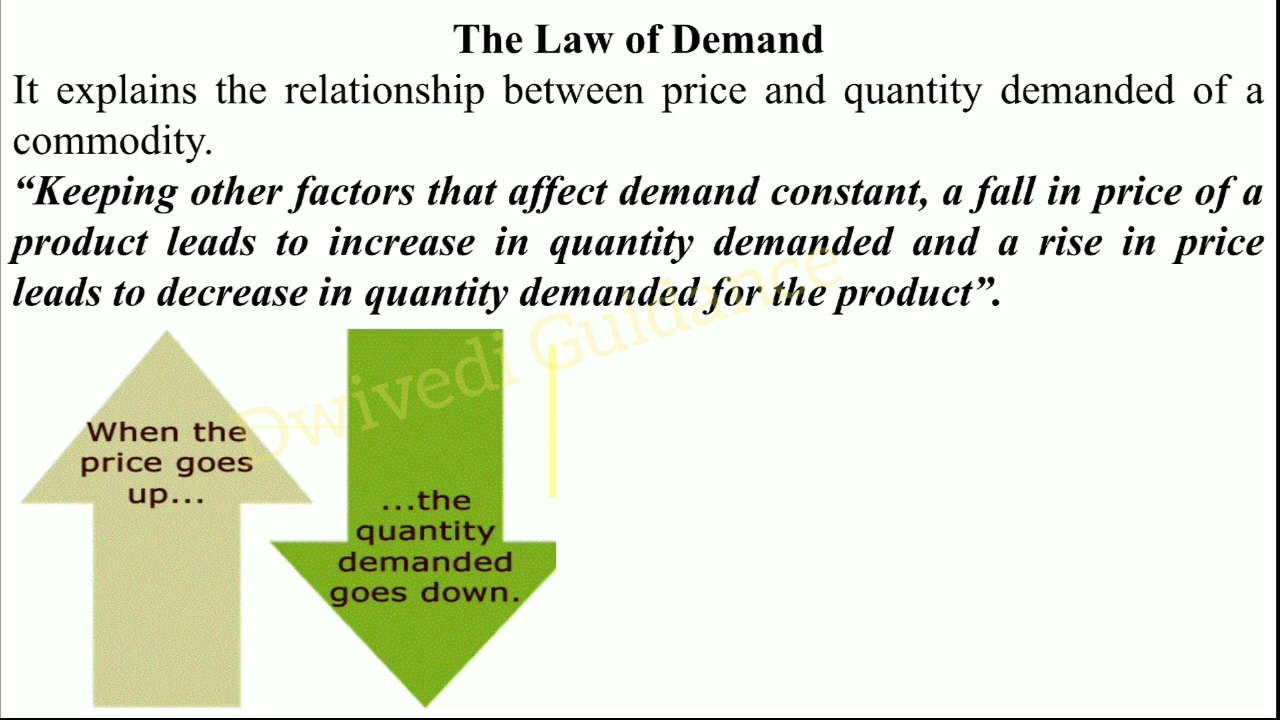 The Law of Demand
It explains the relationship between price and quantity demanded of a
commodity.
“Keeping other factors that affect demand constant, a fall in price of a
product leads to increase in quantity demanded and a rise in price
leads to decrease in quantity demanded for the product”.
Dwivedi Guidance
When the
price goes
up...
...the
quantity
demanded
goes down.